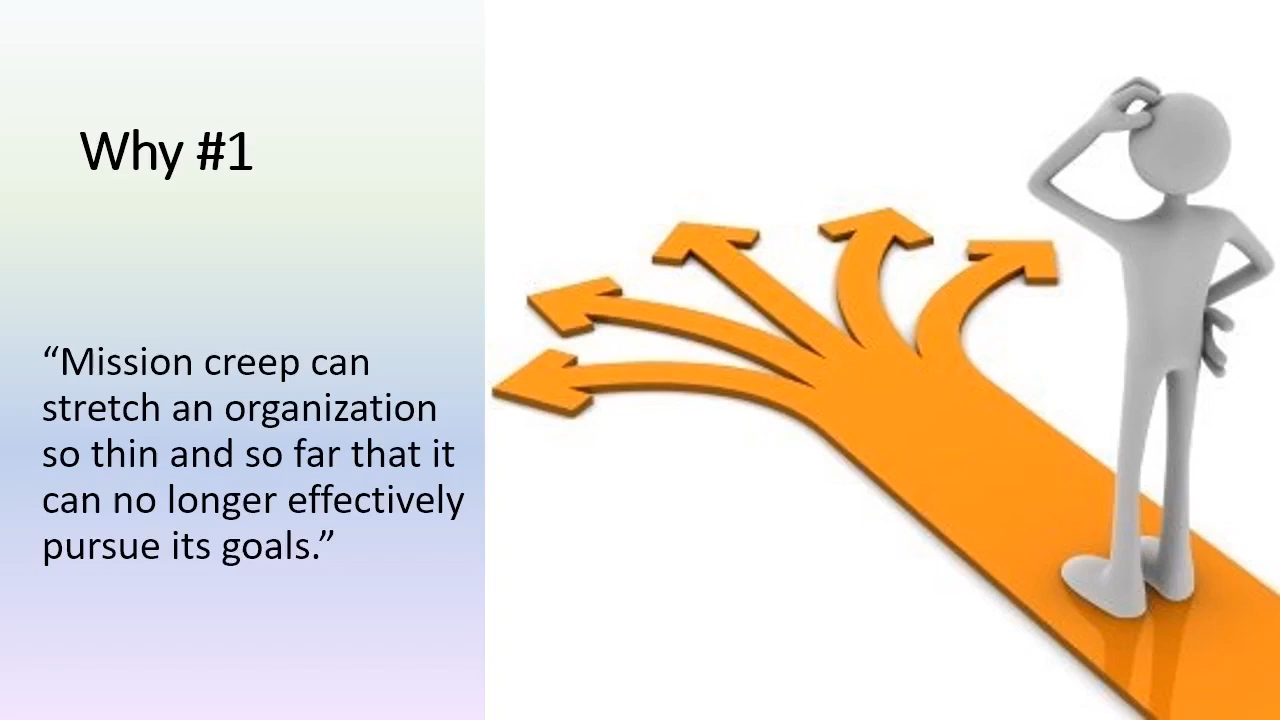 Why #1
“Mission creep can
stretch an organization
so thin and so far that it
can no longer effectively
pursue its goals.”